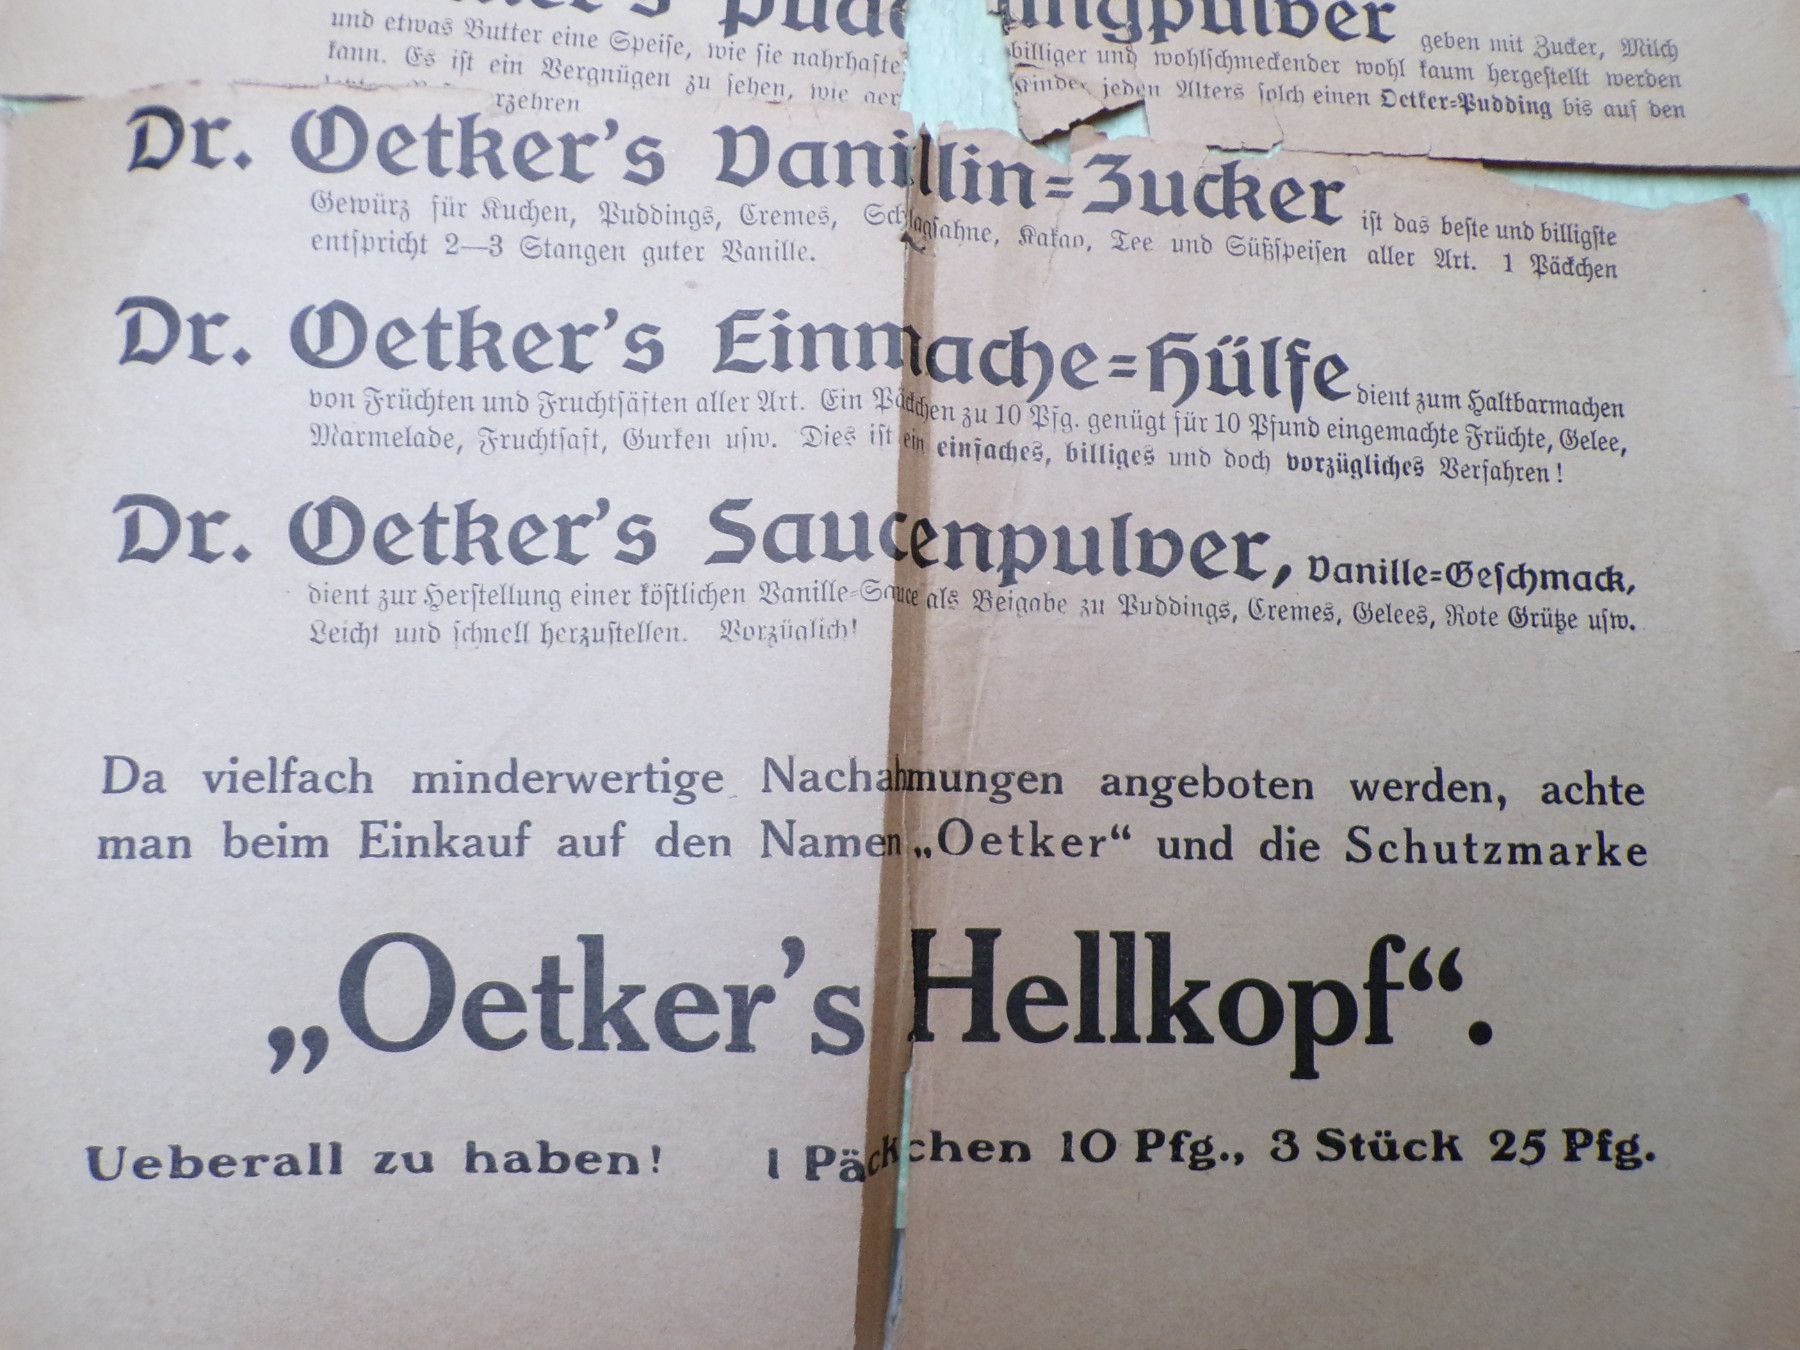 Puddingpulver geben mit Zucker, Milch
und etwas Butter eine Speise, wie sie nahrhafter billiger und wohlschmeckender wohl kaum hergestellt werden
kann. Es ist ein Vergnügen zu sehen, wie gern Kinder jeden Alters solch einen Oetker-Pudding bis auf den
rzehren
Dr. Oetker's Vanillin-Zucker ist das beste und billigste
Gewürz für Kuchen, Puddings, Cremes, Schlagsahne, Kakao, Tee und Süßspeisen aller Art. 1 Päckchen
entspricht 2—3 Stangen guter Vanille.
Dr. Oetker's Einmache-Hülfe dient zum Haltbarmachen
von Früchten und Fruchtsäften aller Art. Ein Päckchen zu 10 Pfg. genügt für 10 Pfund eingemachte Früchte, Gelee,
Marmelade, Fruchtsaft, Gurken usw. Dies ist ein einfaches, billiges und doch vorzügliches Verfahren!
Dr. Oetker's Saucenpulver, Vanille-Geschmack,
dient zur Herstellung einer köstlichen Vanille-Sauce als Beigabe zu Puddings, Cremes, Gelees, Rote Grütze usw.
Leicht und schnell herzustellen. Vorzüglich!
Da vielfach minderwertige Nachahmungen angeboten werden, achte
man beim Einkauf auf den Namen „Oetker“ und die Schutzmarke
„Oetker's Hellkopf“.
Ueberall zu haben! 1 Päckchen 10 Pfg., 3 Stück 25 Pfg.